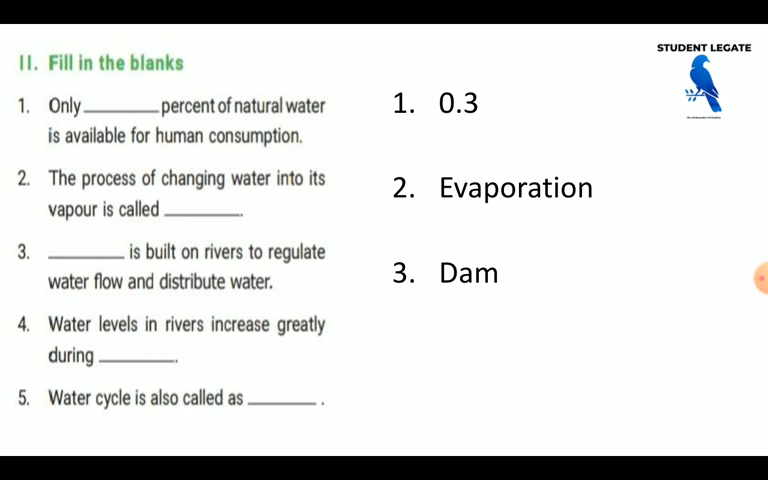 II. Fill in the blanks
1. Only ________ percent of natural water
is available for human consumption.
2. The process of changing water into its
vapour is called ________.
3. ________ is built on rivers to regulate
water flow and distribute water.
4. Water levels in rivers increase greatly
during ________.
5. Water cycle is also called as ________ .
STUDENT LEGATE
1. 0.3
2. Evaporation
3. Dam